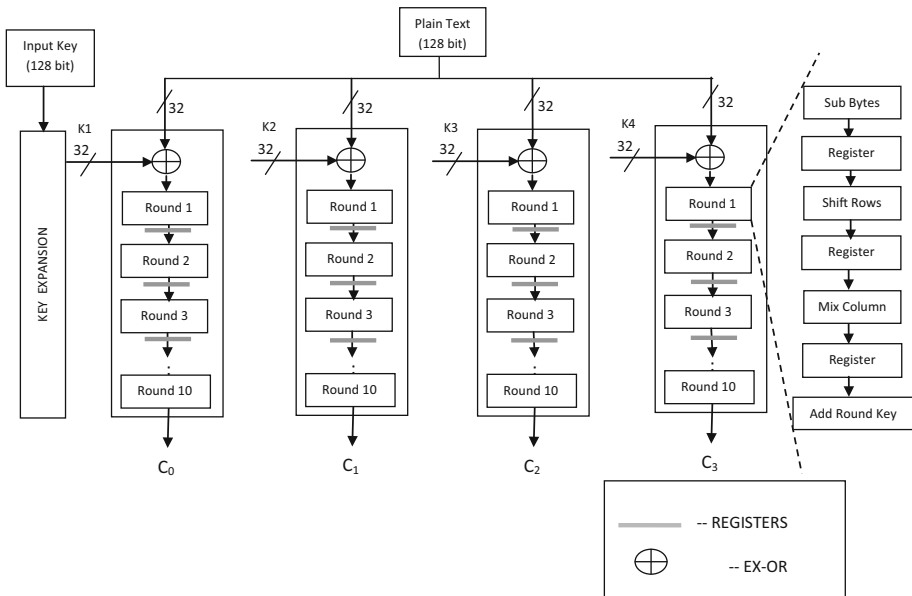 Plain Text
(128 bit)
Input Key
(128 bit)
32
32
32
32
K1
32
K2
32
K3
32
K4
32
KEY EXPANSION
Round 1
Round 2
Round 3
Round 10
C0
Round 1
Round 2
Round 3
Round 10
C1
Round 1
Round 2
Round 3
Round 10
C2
Round 1
Round 2
Round 3
Round 10
C3
Sub Bytes
Register
Shift Rows
Register
Mix Column
Register
Add Round Key
-- REGISTERS
-- EX-OR